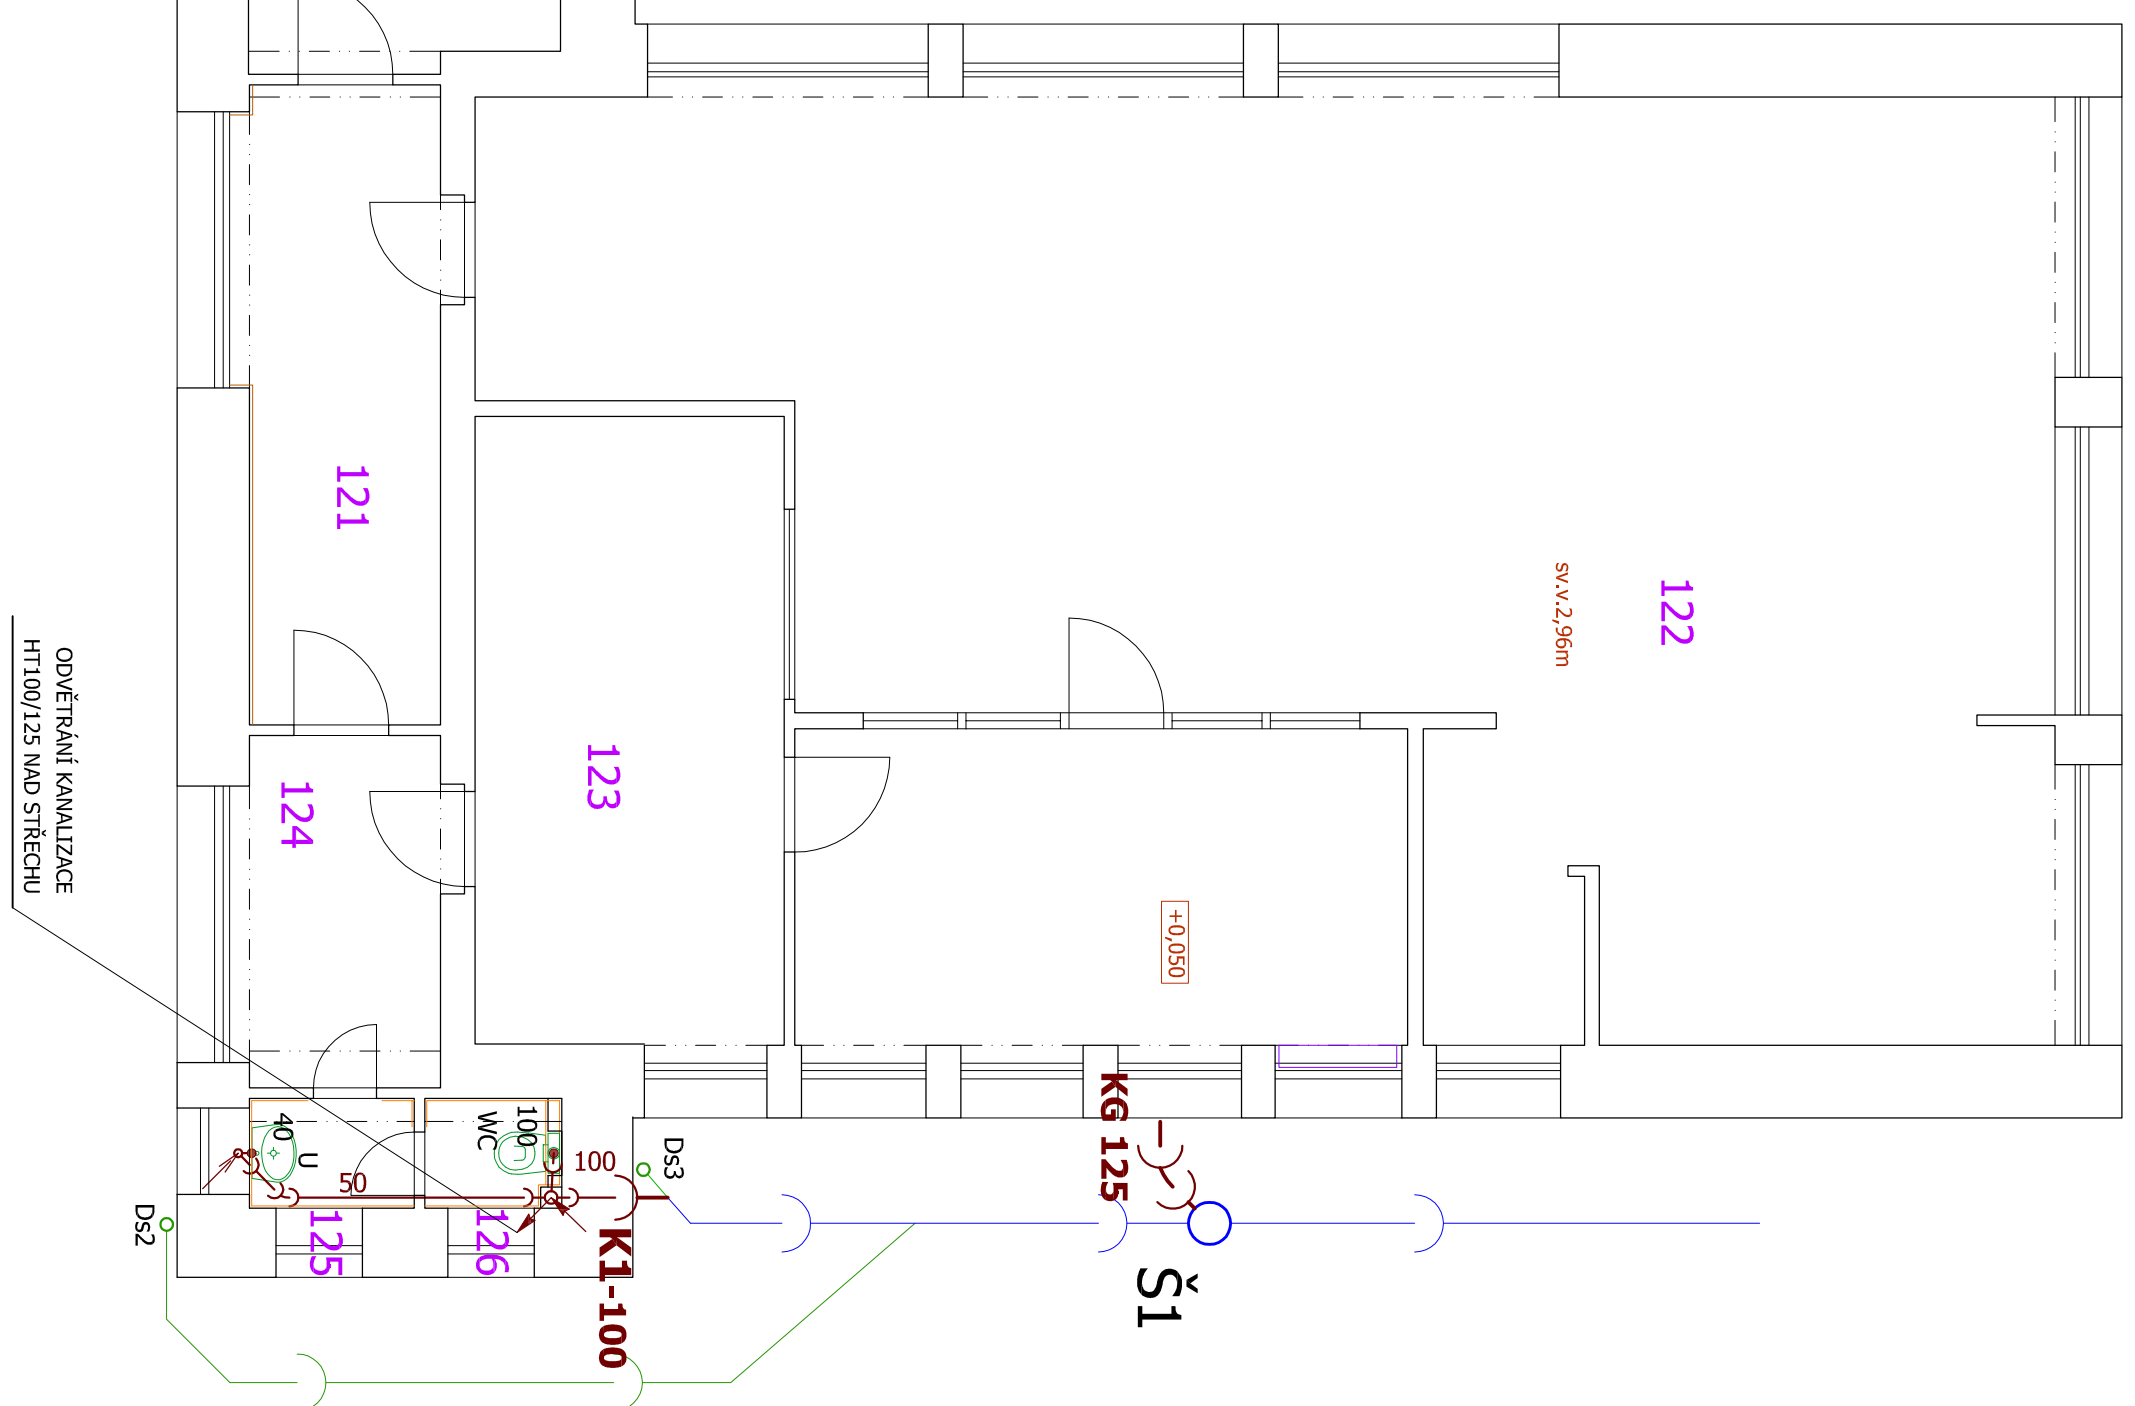 121
122
sv.v.2,96m
ODVĚTRÁNÍ KANALIZACE
HT100/125 NAD STŘECHU
123
124
+0,050
KG 125
40
U
WC
100
100
50
Ds3
Ds2
125
126
K1-100
Š1